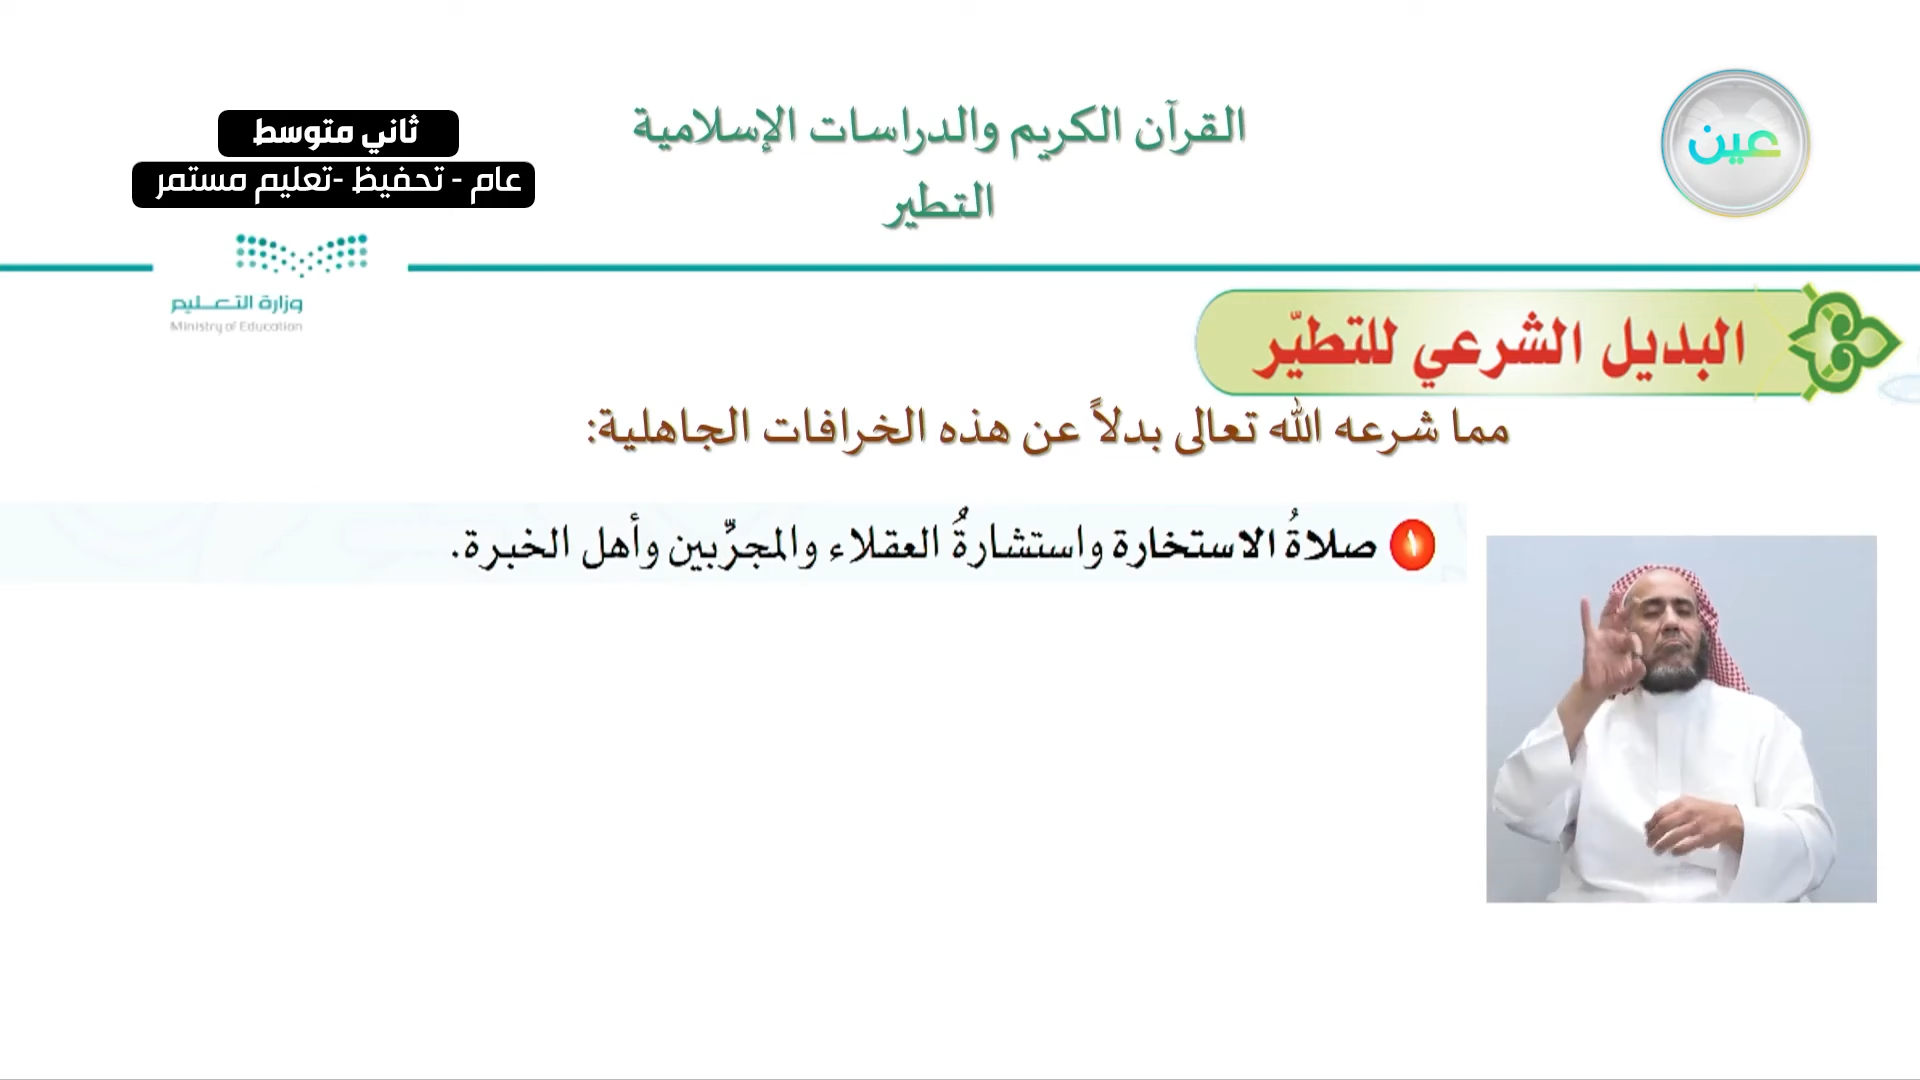 القرآن الكريم والدراسات الإسلامية
التطير
عين
ثاني متوسط
عام - تحفيظ -تعليم مستمر
وزارة التعليم
Ministry of Education
البديل الشرعي للتطيّر
مما شرعه الله تعالى بدلاً عن هذه الخرافات الجاهلية:
١ صلاةُ الاستخارة واستشارةُ العقلاء والمجرِّبين وأهل الخبرة.